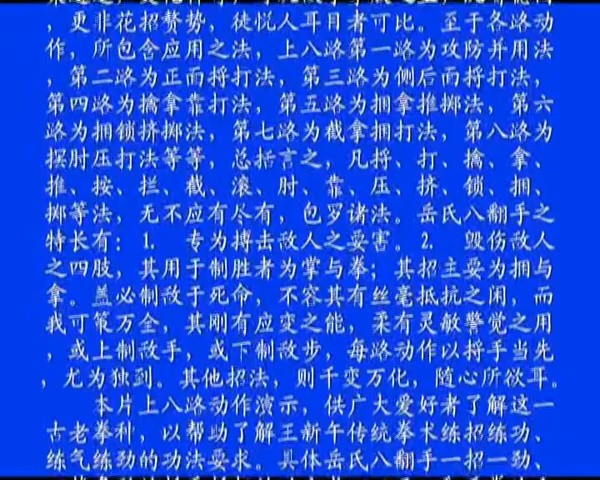 ，更非花招赘势，徒悦人耳目者可比。至于各路动
作，所包含应用之法，上八路第一路为攻防并用法
，第二路为正面捋打法，第三路为侧后面捋打法，
第四路为擒拿靠打法，第五路为捆拿推掷法，第六
路为捆锁挤掷法，第七路为截拿捆打法，第八路为
摆肘压打法等等，总括言之，凡捋、打、擒、拿、
推、按、拦、截、滚、肘、靠、压、挤、锁、捆、
掷等法，无不应有尽有，包罗诸法。岳氏八翻手之
特长有：1. 专为搏击敌人之要害。2. 毁伤敌人
之四肢，其用于制胜者为掌与拳；其招主要为捆与
拿。盖必制敌于死命，不容其有丝毫抵抗之闲，而
我可策万全，其刚有应变之能，柔有灵敏警觉之用
，或上制敌手，或下制敌步，每路动作以捋手当先
，尤为独到。其他招法，则千变万化，随心所欲耳。
本片上八路动作演示，供广大爱好者了解这一
古老拳利，以帮助了解王新午传统拳术练招练功、
练气练劲的功法要求。具体岳氏八翻手一招一劲、